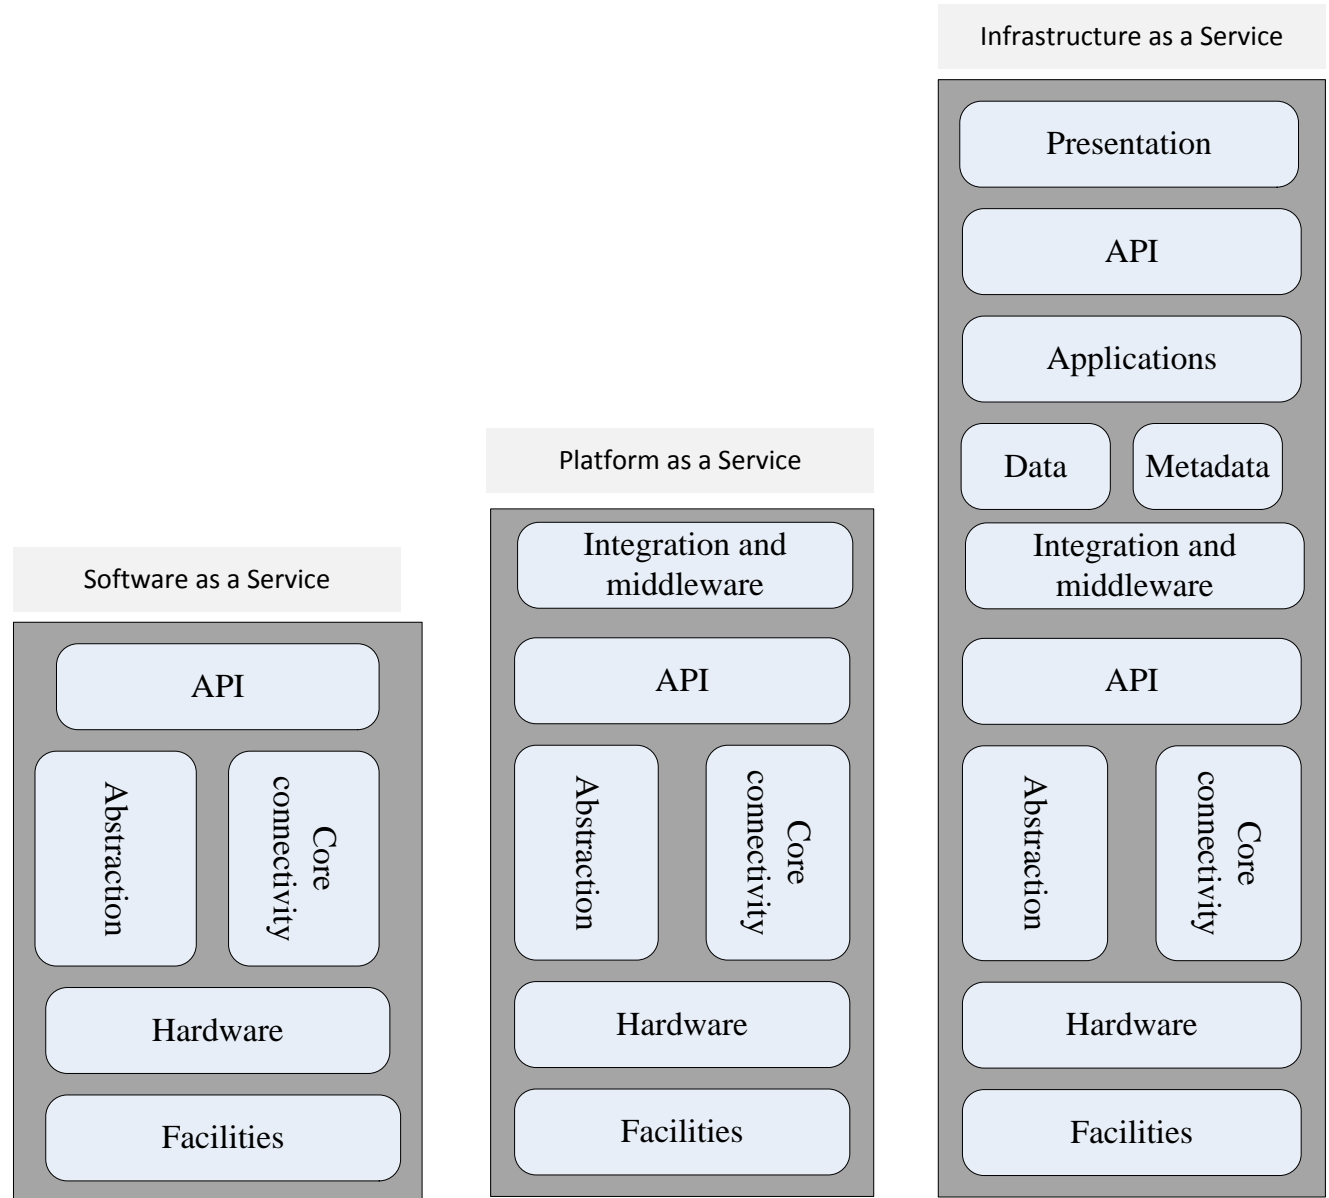 Software as a Service
API
Abstraction
Core
connectivity
Hardware
Facilities
Platform as a Service
Integration and
middleware
API
Abstraction
Core
connectivity
Hardware
Facilities
Infrastructure as a Service
Presentation
API
Applications
Data
Metadata
Integration and
middleware
API
Abstraction
Core
connectivity
Hardware
Facilities